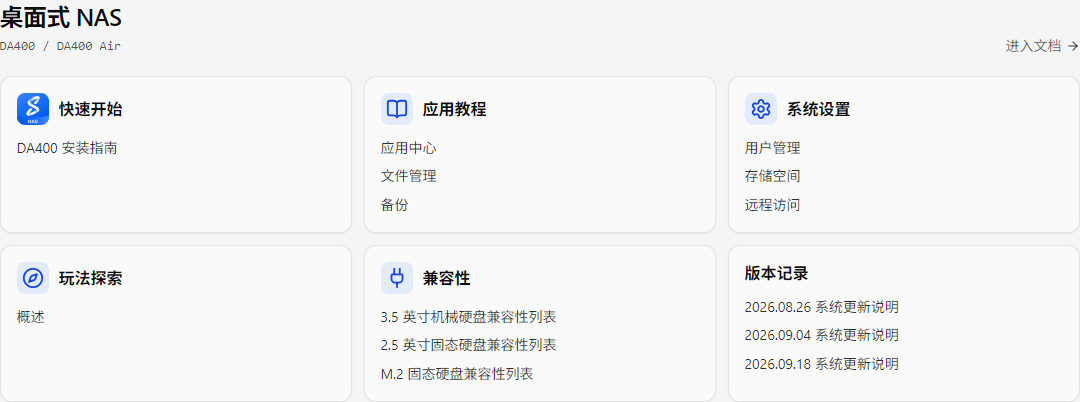 桌面式 NAS
DA400 / DA400 Air
进入文档 →
NAS
快速开始
DA400 安装指南
应用教程
应用中心
文件管理
备份
系统设置
用户管理
存储空间
远程访问
玩法探索
概述
兼容性
3.5 英寸机械硬盘兼容性列表
2.5 英寸固态硬盘兼容性列表
M.2 固态硬盘兼容性列表
版本记录
2026.08.26 系统更新说明
2026.09.04 系统更新说明
2026.09.18 系统更新说明